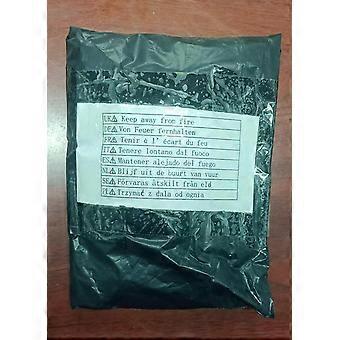 UK⚠ Keep away from fire
DE⚠ Von Feuer fernhalten
FR⚠ Tenir è l' écart du feu
IT⚠ Tenere lontano dal fuoco
ES⚠ Mantener alejado del fuego
NL⚠ Blijf uit de buurt van vuur
SE⚠ Förvaras åtskilt från eld
PL⚠ Trzymać z dala od ognia